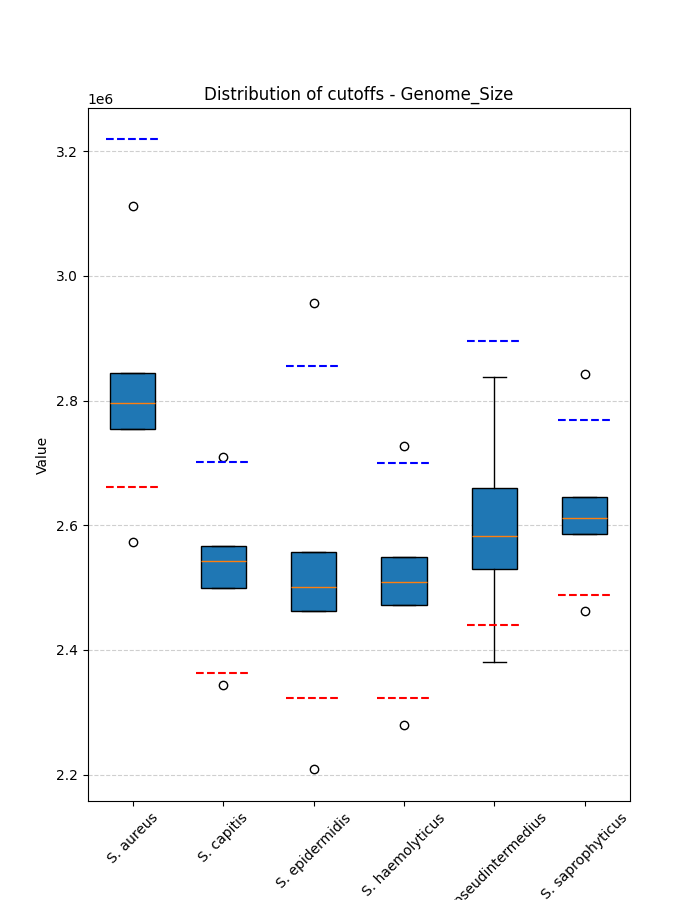 Distribution of cutoffs - Genome_Size
1e6
3.2
3.0
2.8
2.6
2.4
2.2
Value
S. aureus
S. capitis
S. epidermidis
S. haemolyticus
pseudintermedius
S. saprophyticus